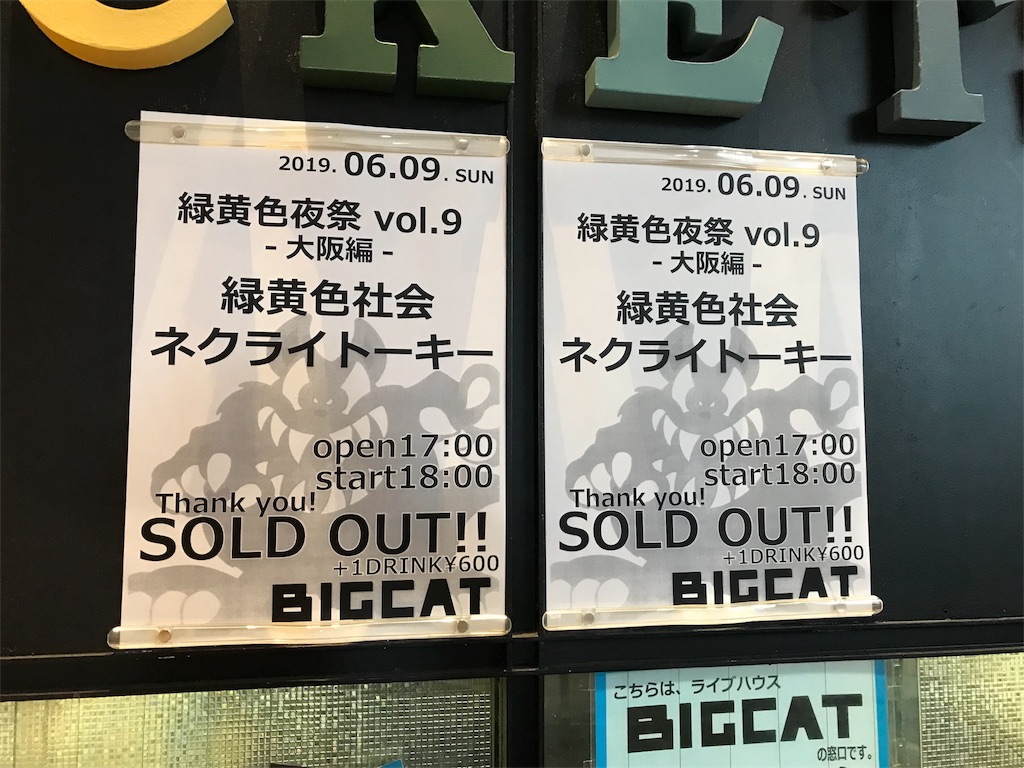 CKET
2019. 06.09. SUN
緑黄色夜祭 vol.9
- 大阪編 -
緑黄色社会
ネクライトーキー
open17:00
start18:00
Thank you!
SOLD OUT!!
+1DRINK¥600
BIGCAT
2019. 06.09. SUN
緑黄色夜祭 vol.9
- 大阪編 -
緑黄色社会
ネクライトーキー
open17:00
start18:00
Thank you!
SOLD OUT!!
+1DRINK¥600
BIGCAT
こちらは、ライブハウス
BIGCAT
の窓口です。